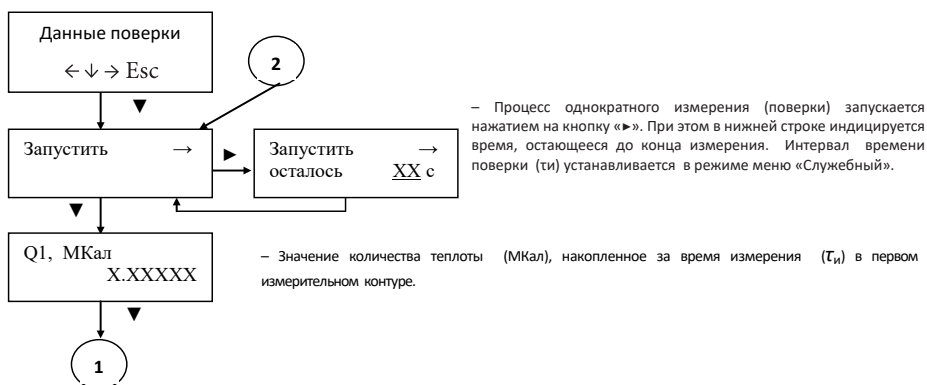 Данные поверки
← ↓ → Esc
▼
2
Запустить →
►
Запустить →
осталось XX с
– Процесс однократного измерения (поверки) запускается
нажатием на кнопку «►». При этом в нижней строке индицируется
время, остающееся до конца измерения. Интервал времени
поверки (τи) устанавливается в режиме меню «Служебный».
▼
Q1, МКал
X.XXXXX
– Значение количества теплоты (МКал), накопленное за время измерения (τи) в первом
измерительном контуре.
▼
1